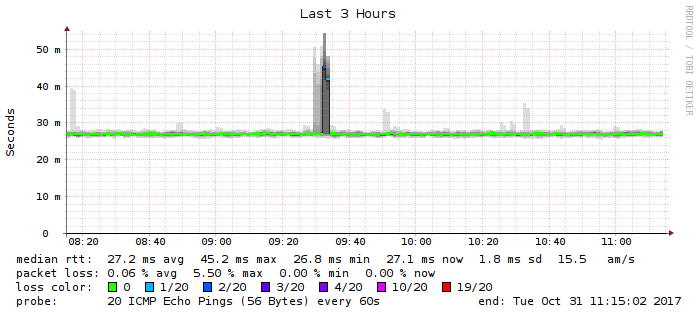 Last 3 Hours
RRDTOOL / TOBI OETIKER
Seconds
50 m
40 m
30 m
20 m
10 m
0
08:20 08:40 09:00 09:20 09:40 10:00 10:20 10:40 11:00
median rtt: 27.2 ms avg 45.2 ms max 26.8 ms min 27.1 ms now 1.8 ms sd 15.5 am/s
packet loss: 0.06 % avg 5.50 % max 0.00 % min 0.00 % now
loss color: 0 1/20 2/20 3/20 4/20 10/20 19/20
probe: 20 ICMP Echo Pings (56 Bytes) every 60s end: Tue Oct 31 11:15:02 2017